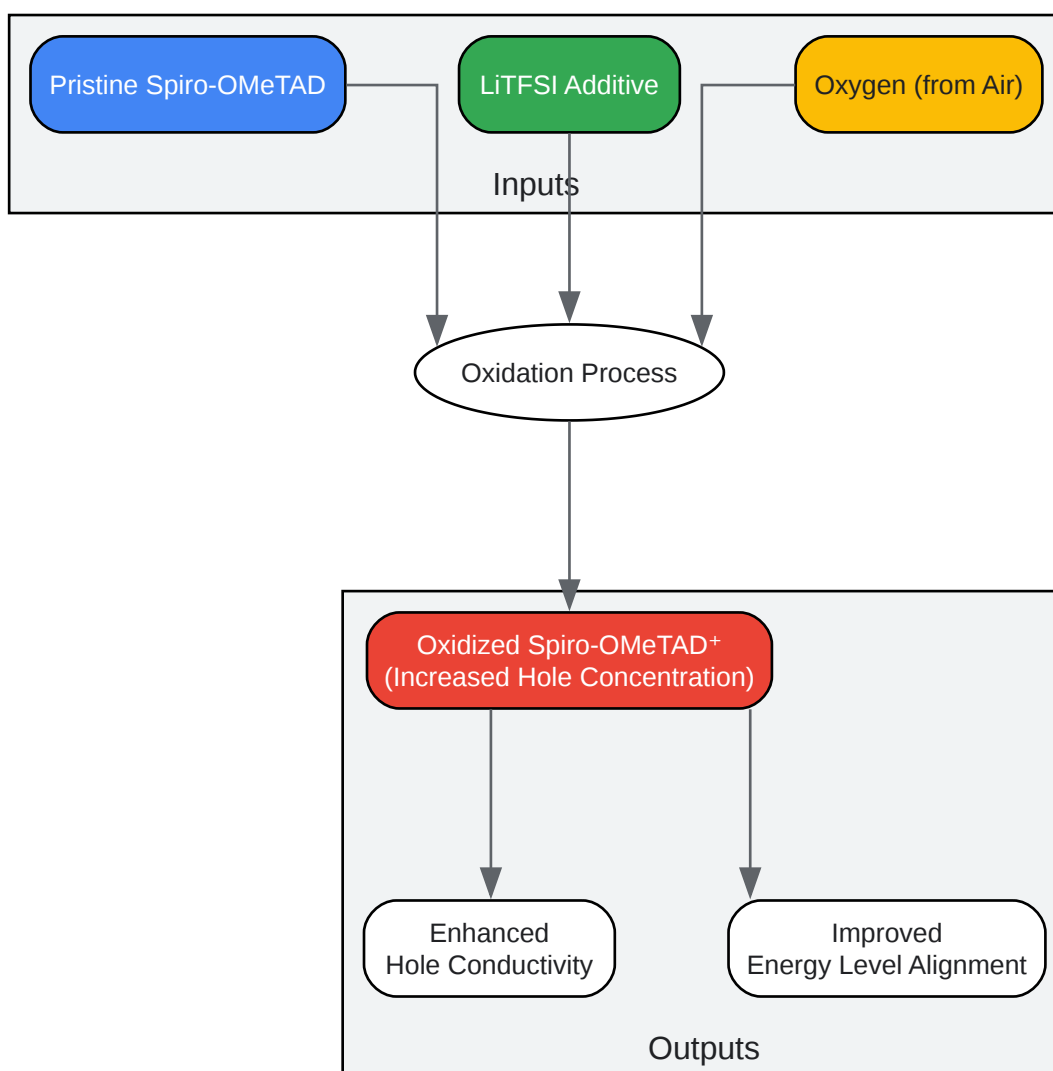 Pristine Spiro-OMeTAD
LiTFSI Additive
Oxygen (from Air)
Inputs
Oxidation Process
Oxidized Spiro-OMeTAD⁺
(Increased Hole Concentration)
Enhanced
Hole Conductivity
Improved
Energy Level Alignment
Outputs